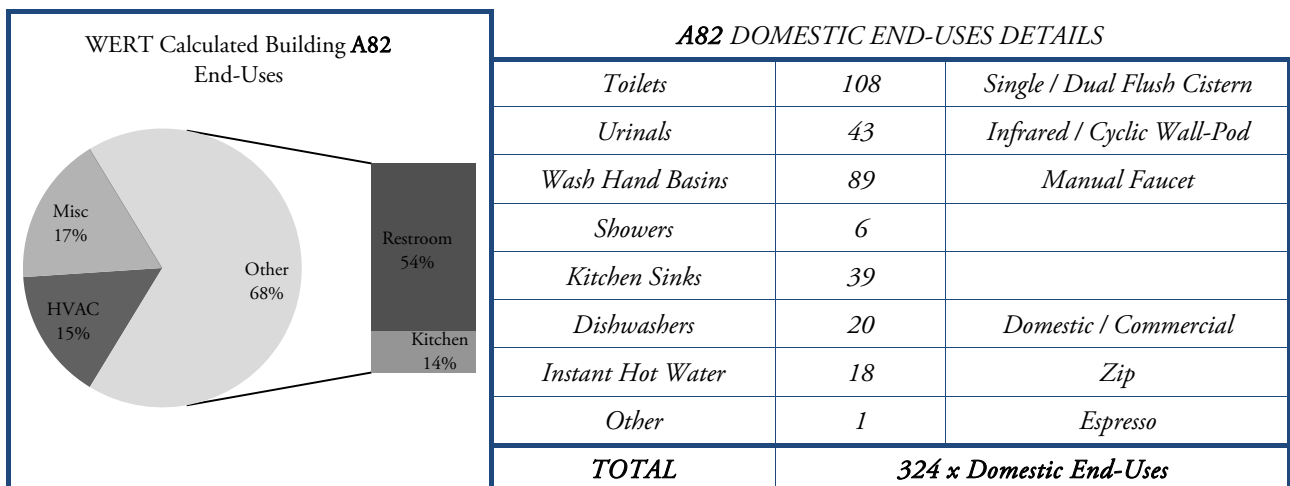 WERT Calculated Building A82
End-Uses
Misc
17%
HVAC
15%
Other
68%
Restroom
54%
Kitchen
14%
A82 DOMESTIC END-USES DETAILS
Toilets 108 Single / Dual Flush Cistern
Urinals 43 Infrared / Cyclic Wall-Pod
Wash Hand Basins 89 Manual Faucet
Showers 6
Kitchen Sinks 39
Dishwashers 20 Domestic / Commercial
Instant Hot Water 18 Zip
Other 1 Espresso
TOTAL 324 x Domestic End-Uses